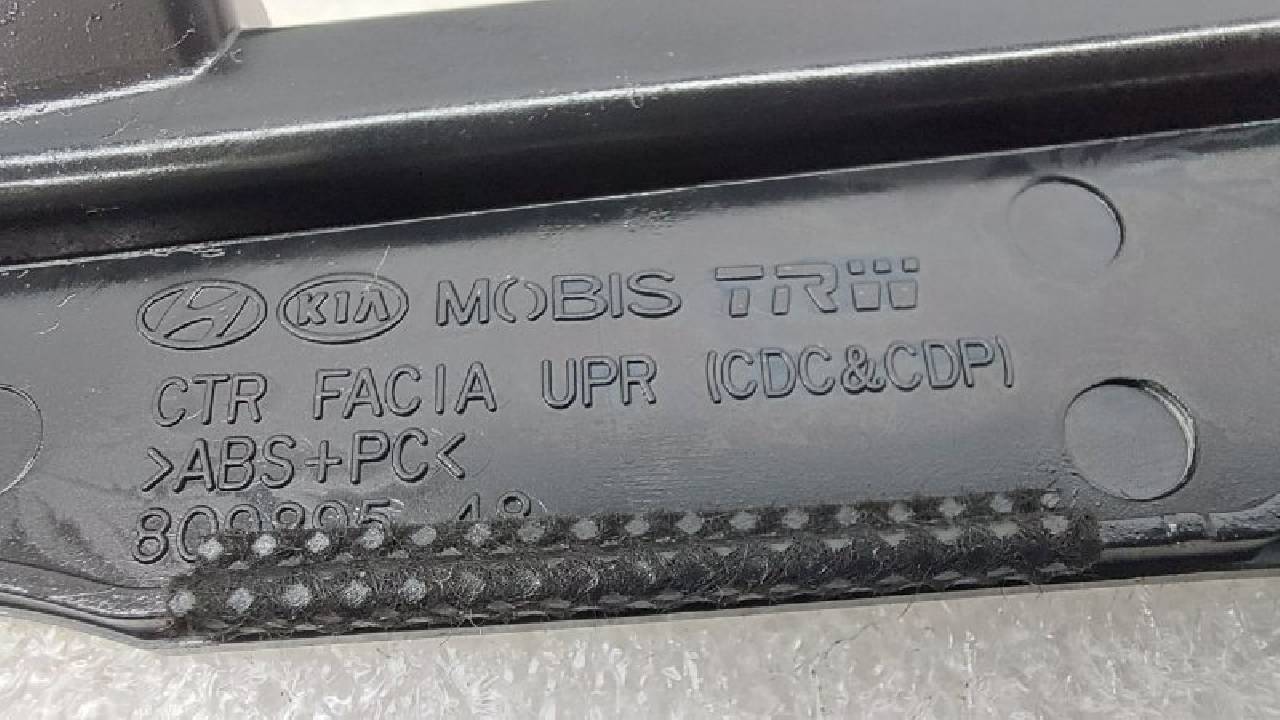 KIA MOBIS TRW
CTR FACIA UPR (CDC&CDP)
>ABS+PC<